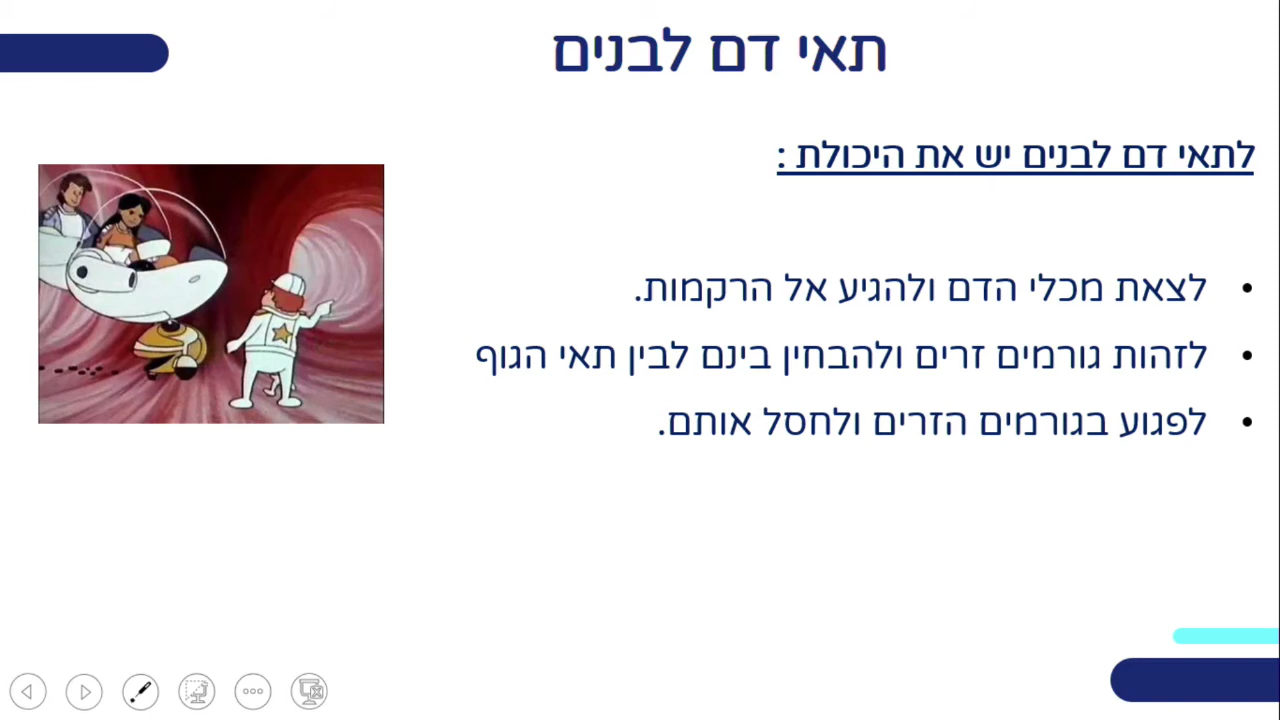 תאי דם לבנים
לתאי דם לבנים יש את היכולת :
• לצאת מכלי הדם ולהגיע אל הרקמות.
• לזהות גורמים זרים ולהבחין בינם לבין תאי הגוף
• לפגוע בגורמים הזרים ולחסל אותם.